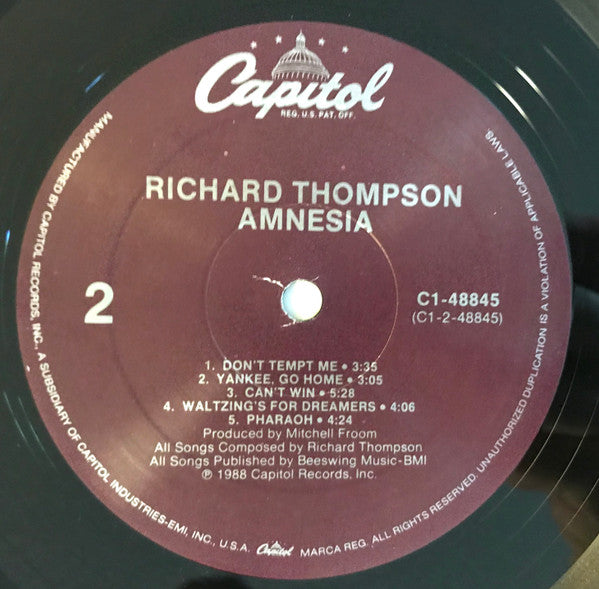 Capitol
REG. U.S. PAT. OFF.
RICHARD THOMPSON
AMNESIA
2
C1-48845
(C1-2-48845)
1. DON'T TEMPT ME • 3:35
2. YANKEE, GO HOME • 3:05
3. CAN'T WIN • 5:28
4. WALTZING'S FOR DREAMERS • 4:06
5. PHARAOH • 4:24
Produced by Mitchell Froom
All Songs Composed by Richard Thompson
All Songs Published by Beeswing Music-BMI
℗ 1988 Capitol Records, Inc.
MANUFACTURED BY CAPITOL RECORDS, INC., A SUBSIDIARY OF CAPITOL INDUSTRIES-EMI, INC., U.S.A. Capitol MARCA REG. ALL RIGHTS RESERVED. UNAUTHORIZED DUPLICATION IS A VIOLATION OF APPLICABLE LAWS.